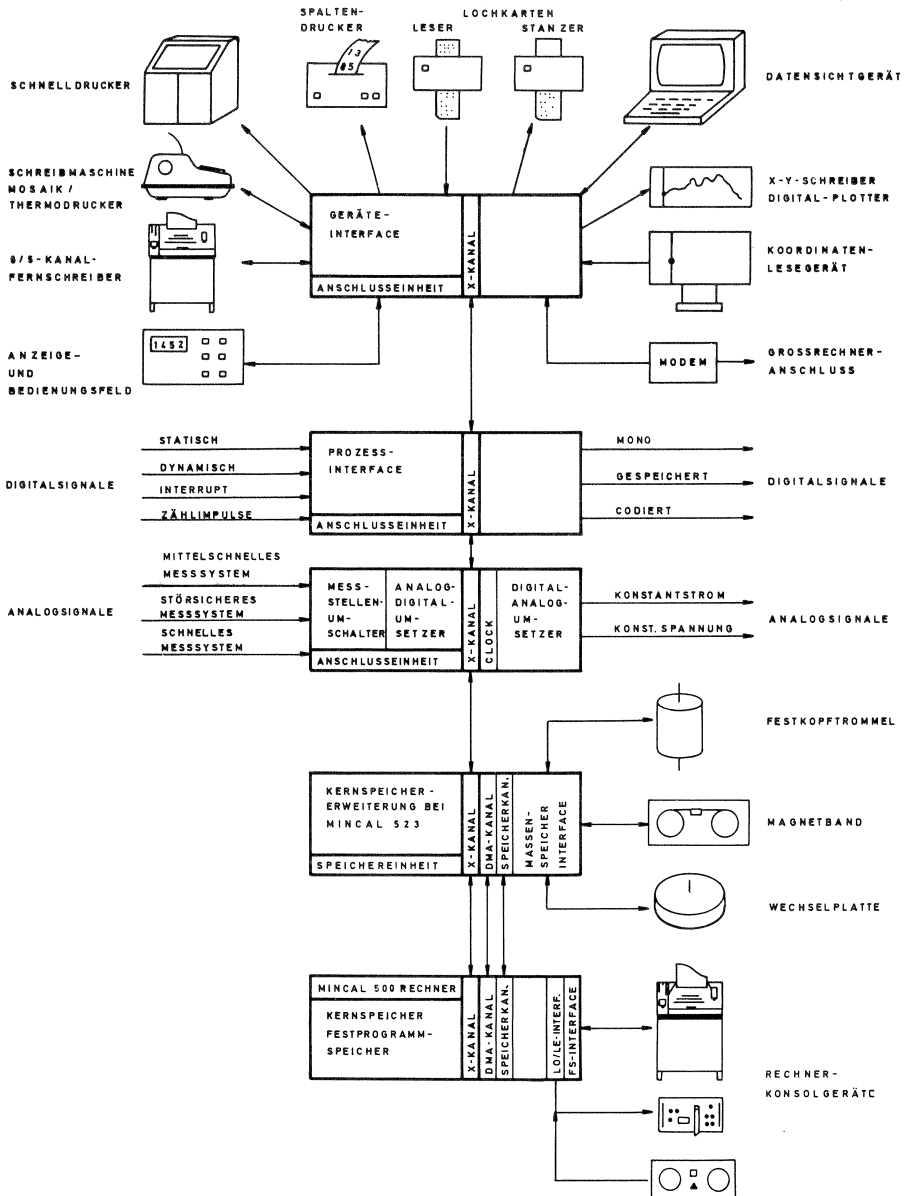 SPALTEN-
DRUCKER
LOCHKARTEN
LESER
STANZER
13
85
SCHNELLDRUCKER
DATENSICHTGERÄT
SCHREIBMASCHINE
MOSAIK /
THERMODRUCKER
X-Y-SCHREIBER
DIGITAL-PLOTTER
GERÄTE-
INTERFACE
X-KANAL
ANSCHLUSSEINHEIT
8/5-KANAL-
FERNSCHREIBER
KOORDINATEN-
LESEGERÄT
1452
ANZEIGE-
UND
BEDIENUNGSFELD
MODEM
GROSSRECHNER-
ANSCHLUSS
DIGITALSIGNALE
STATISCH
DYNAMISCH
INTERRUPT
ZÄHLIMPULSE
PROZESS-
INTERFACE
X-KANAL
ANSCHLUSSEINHEIT
MONO
GESPEICHERT
CODIERT
DIGITALSIGNALE
ANALOGSIGNALE
MITTELSCHNELLES
MESSSYSTEM
STÖRSICHERES
MESSSYSTEM
SCHNELLES
MESSSYSTEM
MESS-
STELLEN-
UM-
SCHALTER
ANALOG-
DIGITAL-
UM-
SETZER
X-KANAL
CLOCK
DIGITAL-
ANALOG-
UM-
SETZER
ANSCHLUSSEINHEIT
KONSTANTSTROM
KONST. SPANNUNG
ANALOGSIGNALE
KERNSPEICHER-
ERWEITERUNG BEI
MINCAL 523
SPEICHEREINHEIT
X-KANAL
DMA-KANAL
SPEICHERKAN.
MASSEN-
SPEICHER
INTERFACE
FESTKOPFTROMMEL
MAGNETBAND
WECHSELPLATTE
MINCAL 500 RECHNER
KERNSPEICHER
FESTPROGRAMM-
SPEICHER
X-KANAL
DMA-KANAL
SPEICHERKAN.
LO/LE-INTERF.
FS-INTERFACE
RECHNER-
KONSOLGERÄTE